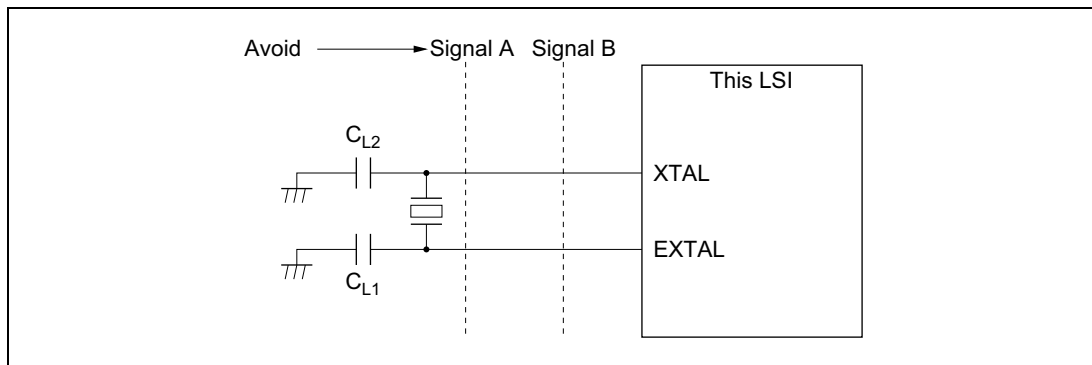 Avoid Signal A Signal B
This LSI
CL2
XTAL
EXTAL
CL1